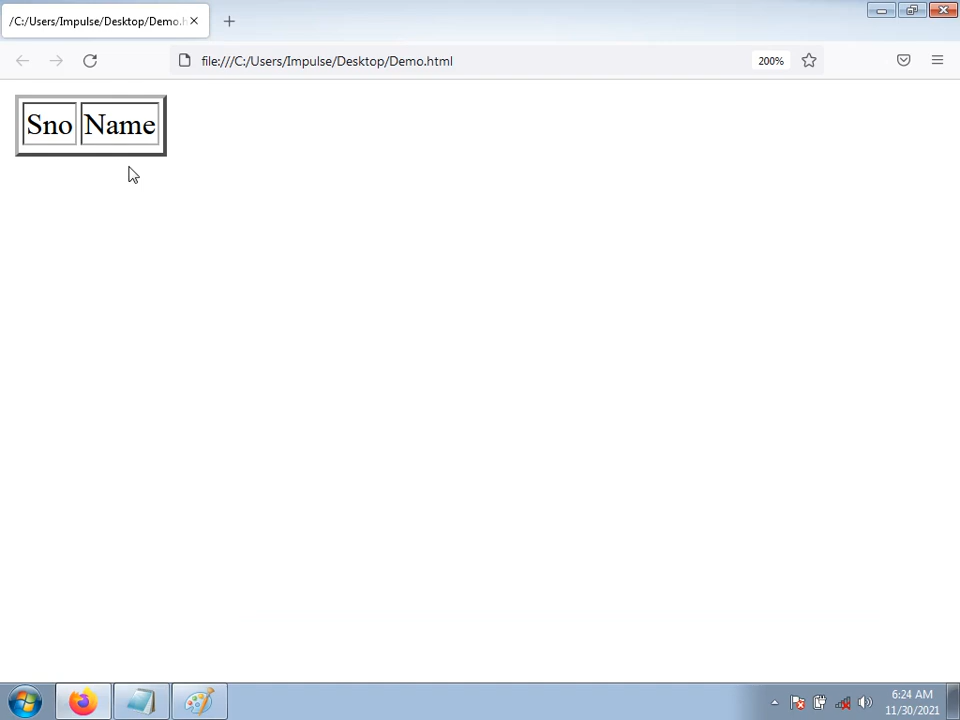 /C:/Users/Impulse/Desktop/Demo.h
file:///C:/Users/Impulse/Desktop/Demo.html
200%
Sno Name
6:24 AM
11/30/2021